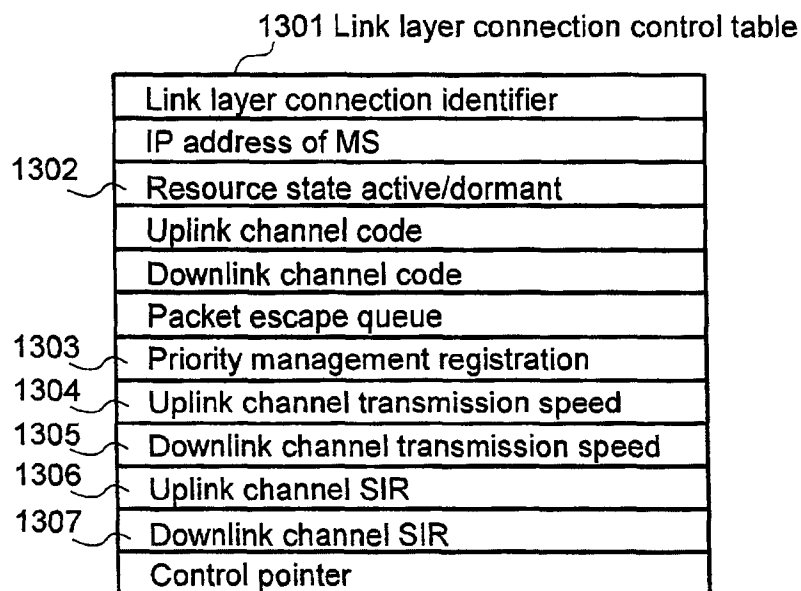 1301 Link layer connection control table
Link layer connection identifier
IP address of MS
1302 Resource state active/dormant
Uplink channel code
Downlink channel code
Packet escape queue
1303 Priority management registration
1304 Uplink channel transmission speed
1305 Downlink channel transmission speed
1306 Uplink channel SIR
1307 Downlink channel SIR
Control pointer